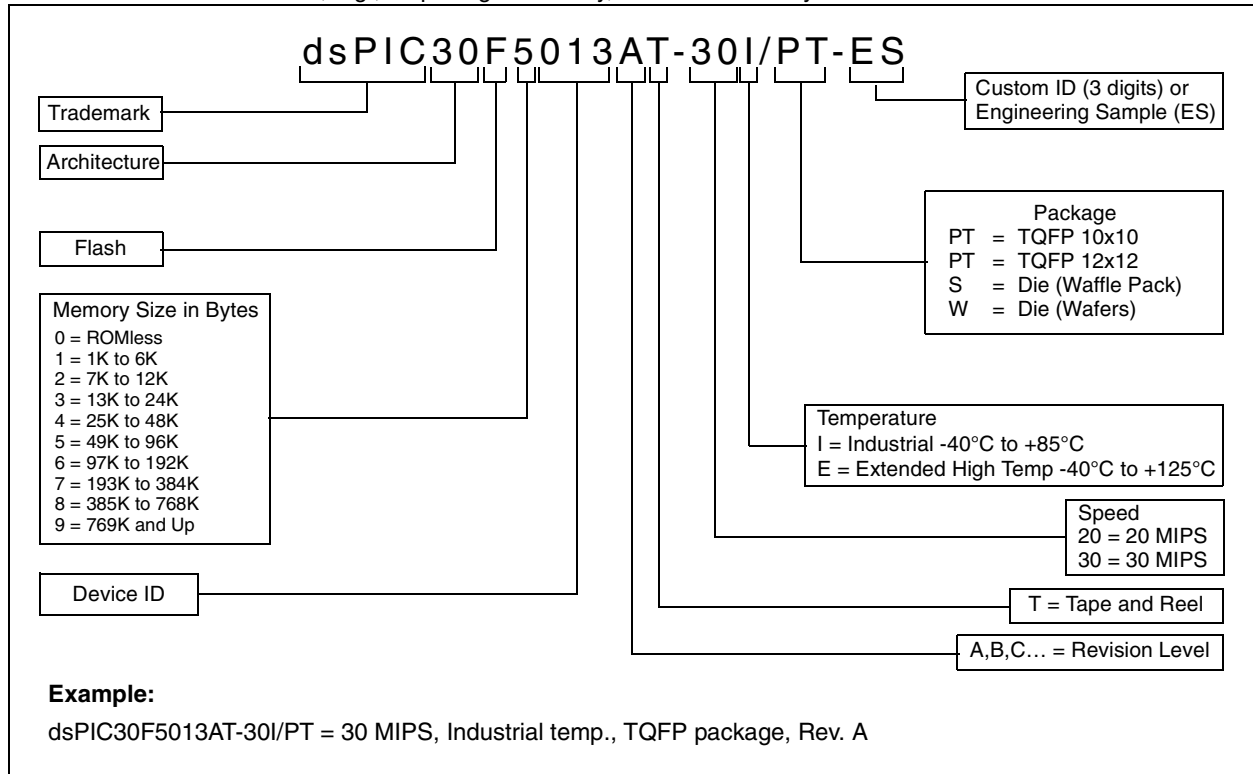 dsPIC30F5013AT-30I/PT-ES
Trademark
Architecture
Flash
Memory Size in Bytes
0 = ROMless
1 = 1K to 6K
2 = 7K to 12K
3 = 13K to 24K
4 = 25K to 48K
5 = 49K to 96K
6 = 97K to 192K
7 = 193K to 384K
8 = 385K to 768K
9 = 769K and Up
Device ID
Custom ID (3 digits) or
Engineering Sample (ES)
Package
PT = TQFP 10x10
PT = TQFP 12x12
S = Die (Waffle Pack)
W = Die (Wafers)
Temperature
I = Industrial -40°C to +85°C
E = Extended High Temp -40°C to +125°C
Speed
20 = 20 MIPS
30 = 30 MIPS
T = Tape and Reel
A,B,C… = Revision Level
Example:
dsPIC30F5013AT-30I/PT = 30 MIPS, Industrial temp., TQFP package, Rev. A